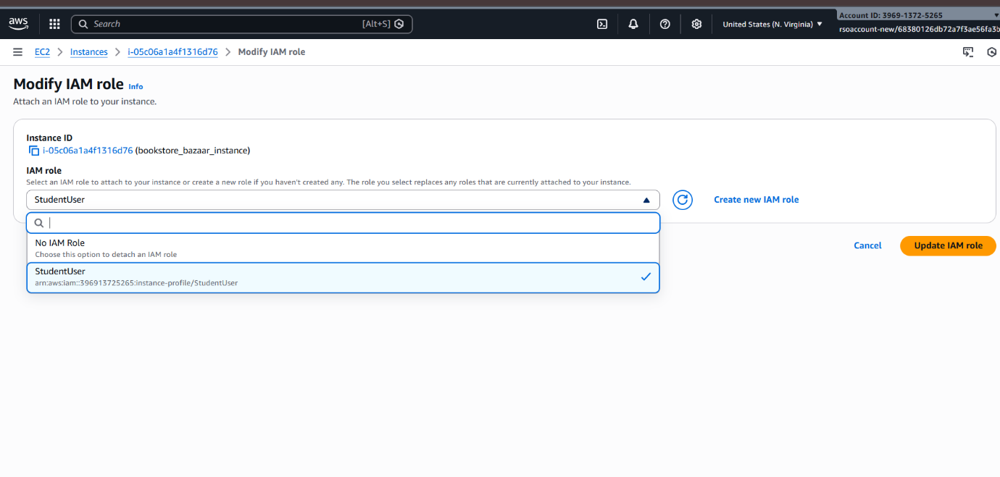 aws
Search [Alt+S]
United States (N. Virginia)
Account ID: 3969-1372-5265
rsoaccount-new/68380126db72a7f3ae56fa3b
EC2 > Instances > i-05c06a1a4f1316d76 > Modify IAM role
Modify IAM role Info
Attach an IAM role to your instance.
Instance ID
i-05c06a1a4f1316d76 (bookstore_bazaar_instance)
IAM role
Select an IAM role to attach to your instance or create a new role if you haven't created any. The role you select replaces any roles that are currently attached to your instance.
StudentUser
Create new IAM role
No IAM Role
Choose this option to detach an IAM role
Cancel
Update IAM role
StudentUser
arn:aws:iam::396913725265:instance-profile/StudentUser